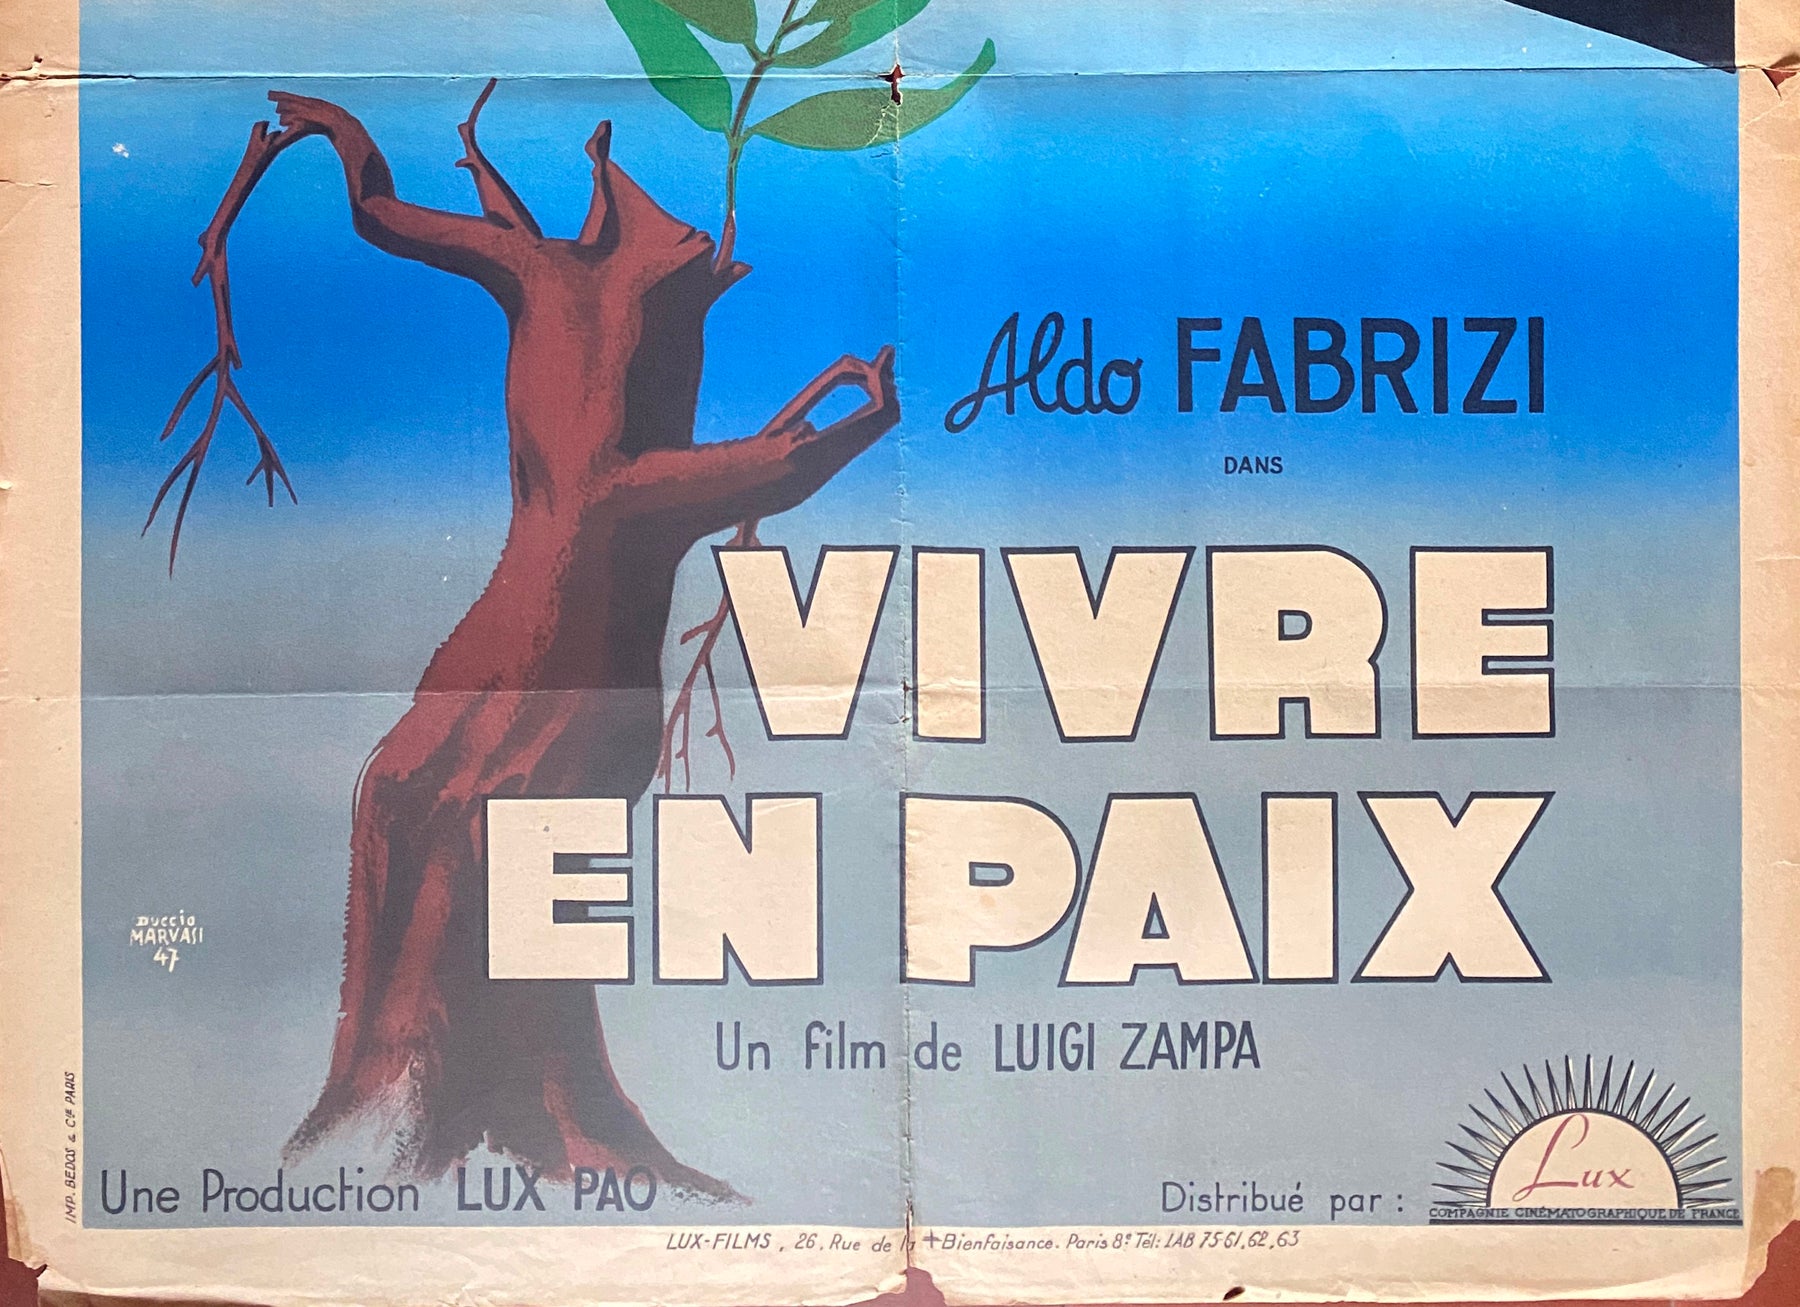 Aldo FABRIZI
DANS
VIVRE
EN PAIX
Duccio
MARVASI
47
Un film de LUIGI ZAMPA
Lux
COMPAGNIE CINÉMATOGRAPHIQUE DE FRANCE
Une Production LUX PAO
Distribué par :
IMP. BEDOS & Cie PARIS
LUX-FILMS, 26, Rue de la Bienfaisance. Paris 8e Tél: LAB 75-61, 62, 63